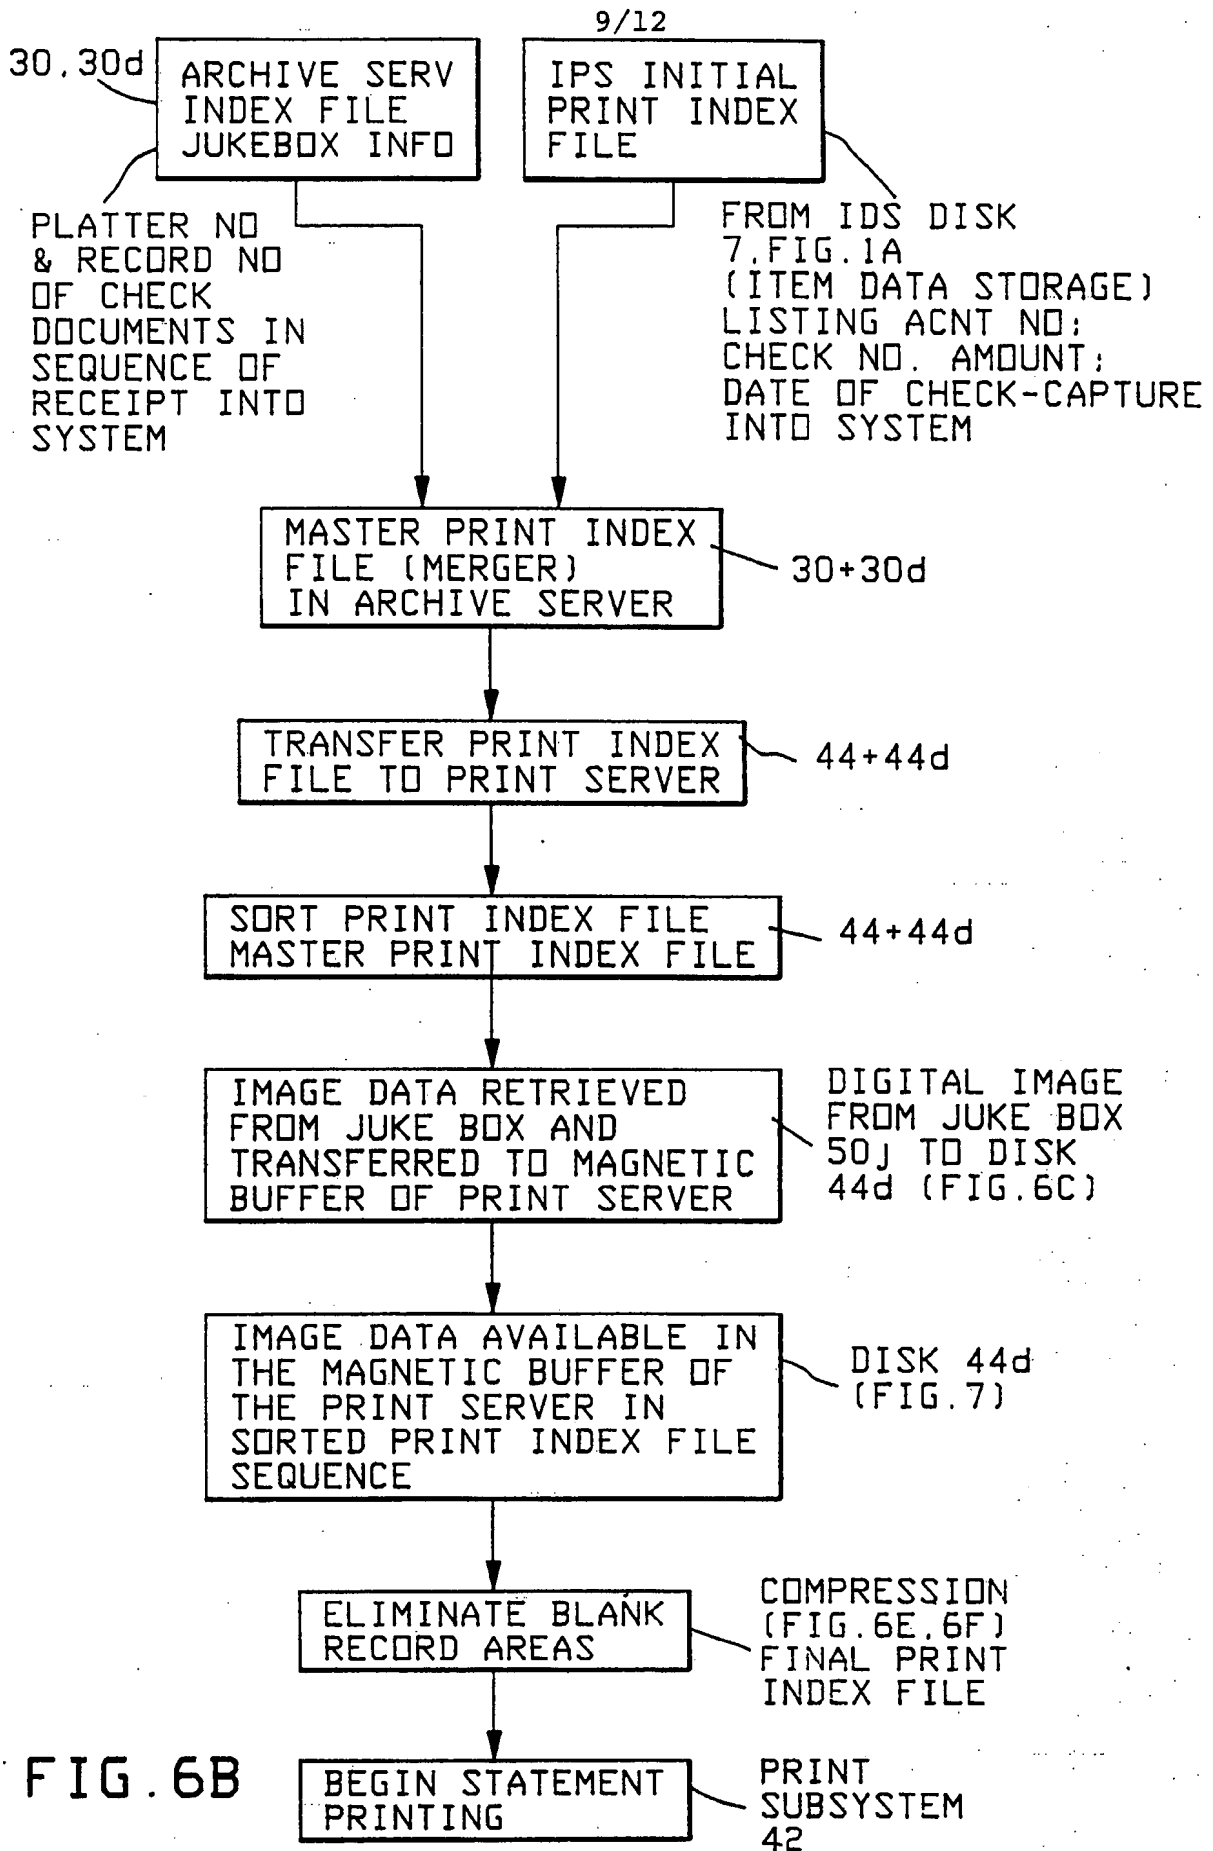 9/12
30,30d
ARCHIVE SERV
INDEX FILE
JUKEBOX INFO
IPS INITIAL
PRINT INDEX
FILE
PLATTER NO
& RECORD NO
OF CHECK
DOCUMENTS IN
SEQUENCE OF
RECEIPT INTO
SYSTEM
FROM IDS DISK
7,FIG.1A
(ITEM DATA STORAGE)
LISTING ACNT NO;
CHECK NO. AMOUNT;
DATE OF CHECK-CAPTURE
INTO SYSTEM
MASTER PRINT INDEX
FILE (MERGER)
IN ARCHIVE SERVER
30+30d
TRANSFER PRINT INDEX
FILE TO PRINT SERVER
44+44d
SORT PRINT INDEX FILE
MASTER PRINT INDEX FILE
44+44d
IMAGE DATA RETRIEVED
FROM JUKE BOX AND
TRANSFERRED TO MAGNETIC
BUFFER OF PRINT SERVER
DIGITAL IMAGE
FROM JUKE BOX
50j TO DISK
44d (FIG.6C)
IMAGE DATA AVAILABLE IN
THE MAGNETIC BUFFER OF
THE PRINT SERVER IN
SORTED PRINT INDEX FILE
SEQUENCE
DISK 44d
(FIG.7)
ELIMINATE BLANK
RECORD AREAS
COMPRESSION
(FIG.6E,6F)
FINAL PRINT
INDEX FILE
FIG.6B
BEGIN STATEMENT
PRINTING
PRINT
SUBSYSTEM
42